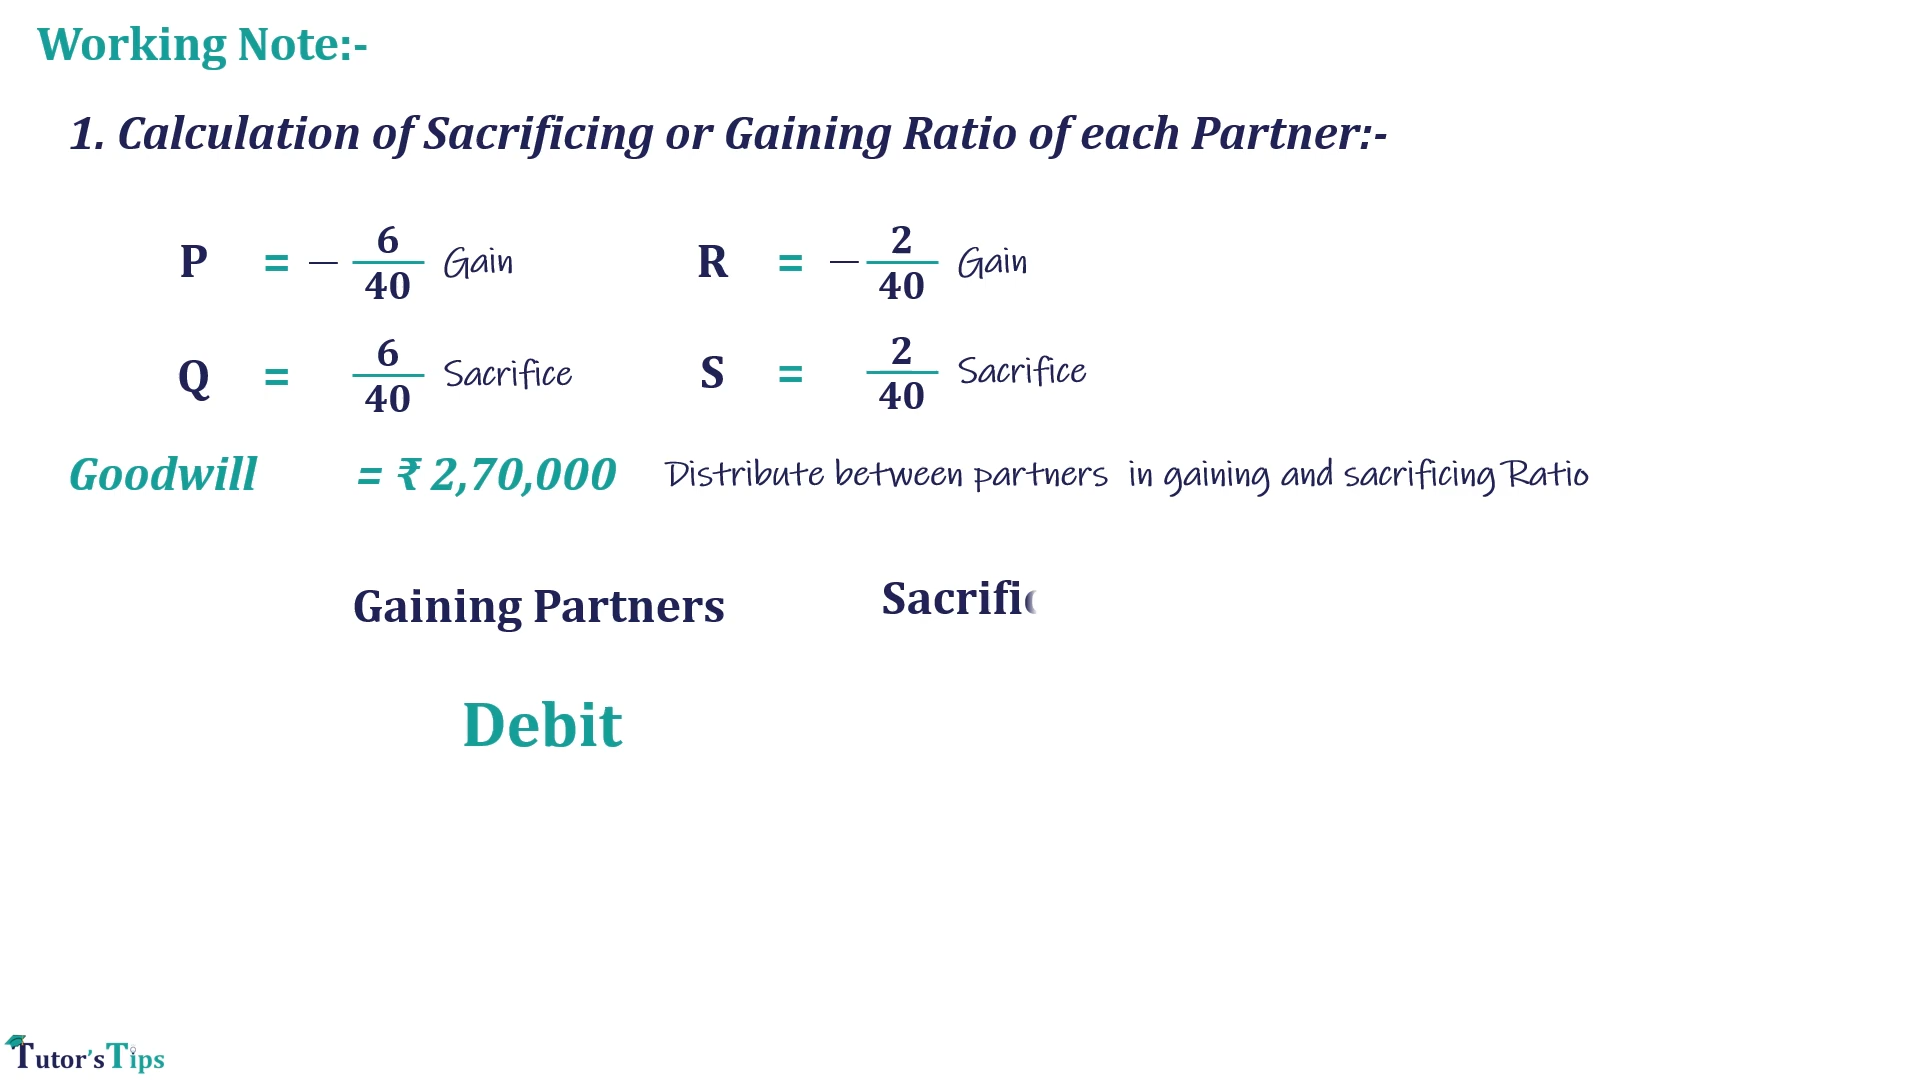 Working Note:-
1. Calculation of Sacrificing or Gaining Ratio of each Partner:-
P = – 6/40 Gain R = – 2/40 Gain
Q = 6/40 Sacrifice S = 2/40 Sacrifice
Goodwill = ₹ 2,70,000 Distribute between partners in gaining and sacrificing Ratio
Gaining Partners Sacrific
Debit
Tutor'sTips